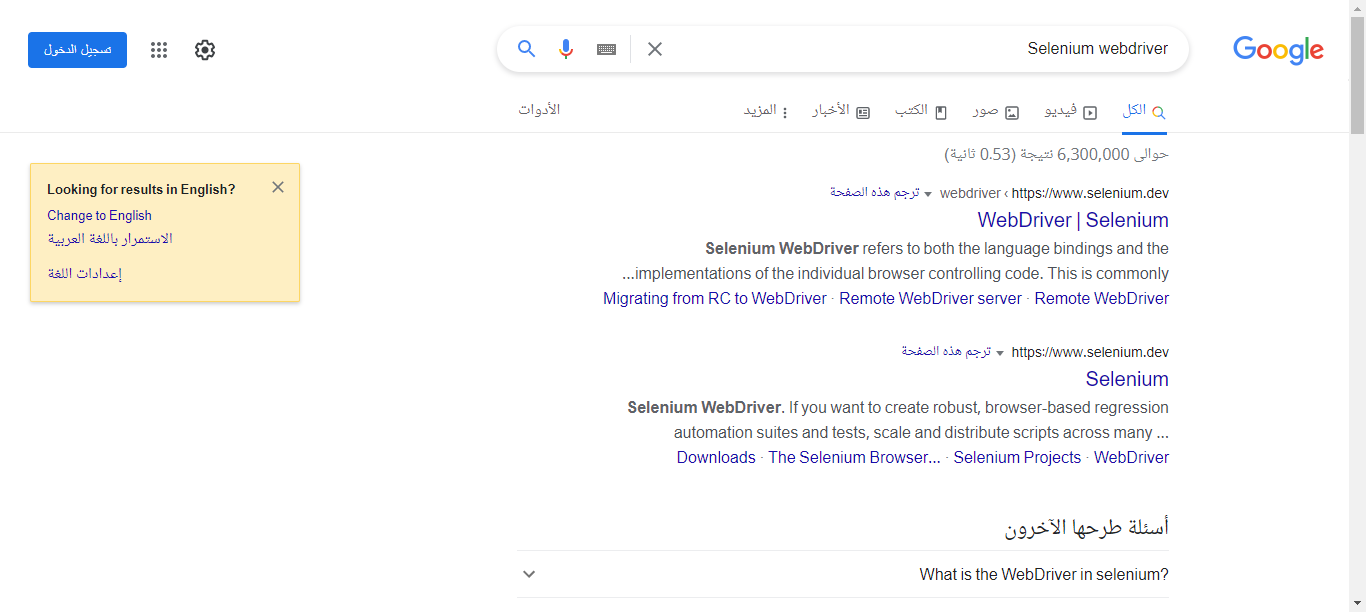 Google
Selenium webdriver
تسجيل الدخول
الكل
فيديو
صور
الكتب
الأخبار
المزيد
الأدوات
حوالى 6,300,000 نتيجة (0.53 ثانية)
https://www.selenium.dev › webdriver ترجم هذه الصفحة
WebDriver | Selenium
Selenium WebDriver refers to both the language bindings and the
implementations of the individual browser controlling code. This is commonly...
Migrating from RC to WebDriver · Remote WebDriver server · Remote WebDriver
https://www.selenium.dev ترجم هذه الصفحة
Selenium
Selenium WebDriver. If you want to create robust, browser-based regression
automation suites and tests, scale and distribute scripts across many ...
Downloads · The Selenium Browser... · Selenium Projects · WebDriver
أسئلة طرحها الآخرون
What is the WebDriver in selenium?
Looking for results in English?
Change to English
الاستمرار باللغة العربية
إعدادات اللغة